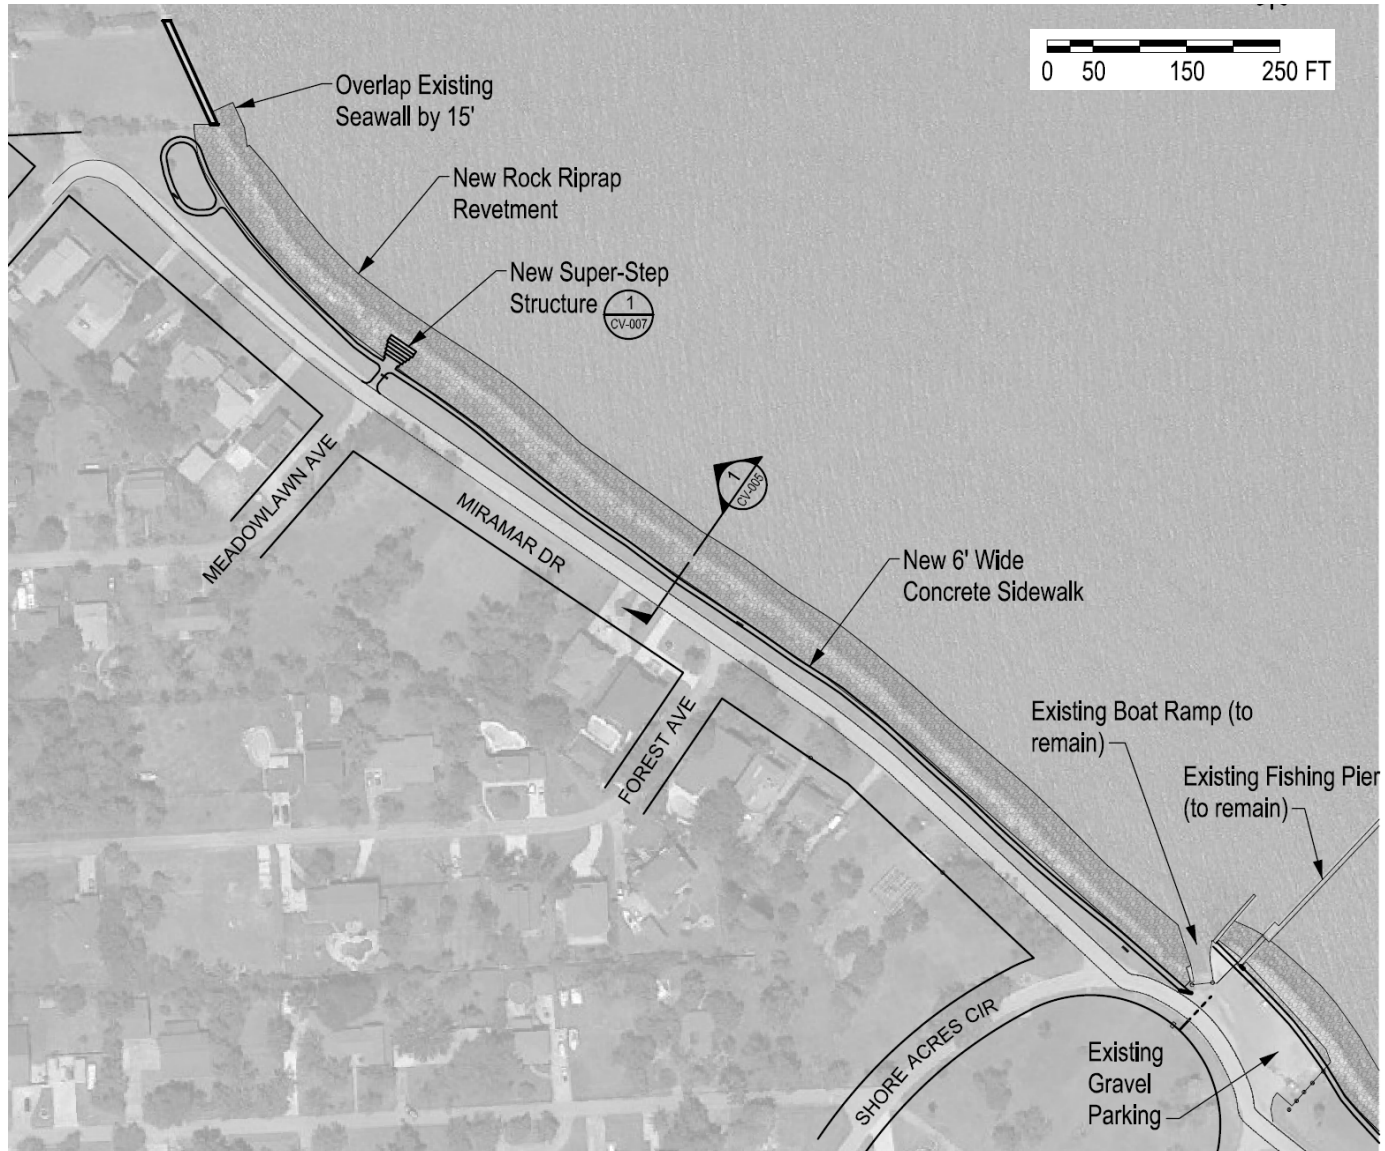 0 50 150 250 FT
Overlap Existing
Seawall by 15'
New Rock Riprap
Revetment
New Super-Step
Structure
1
CV-007
MEADOWLAWN AVE
MIRAMAR DR
1
CV-005
New 6' Wide
Concrete Sidewalk
FOREST AVE
Existing Boat Ramp (to
remain)
Existing Fishing Pier
(to remain)
SHORE ACRES CIR
Existing
Gravel
Parking